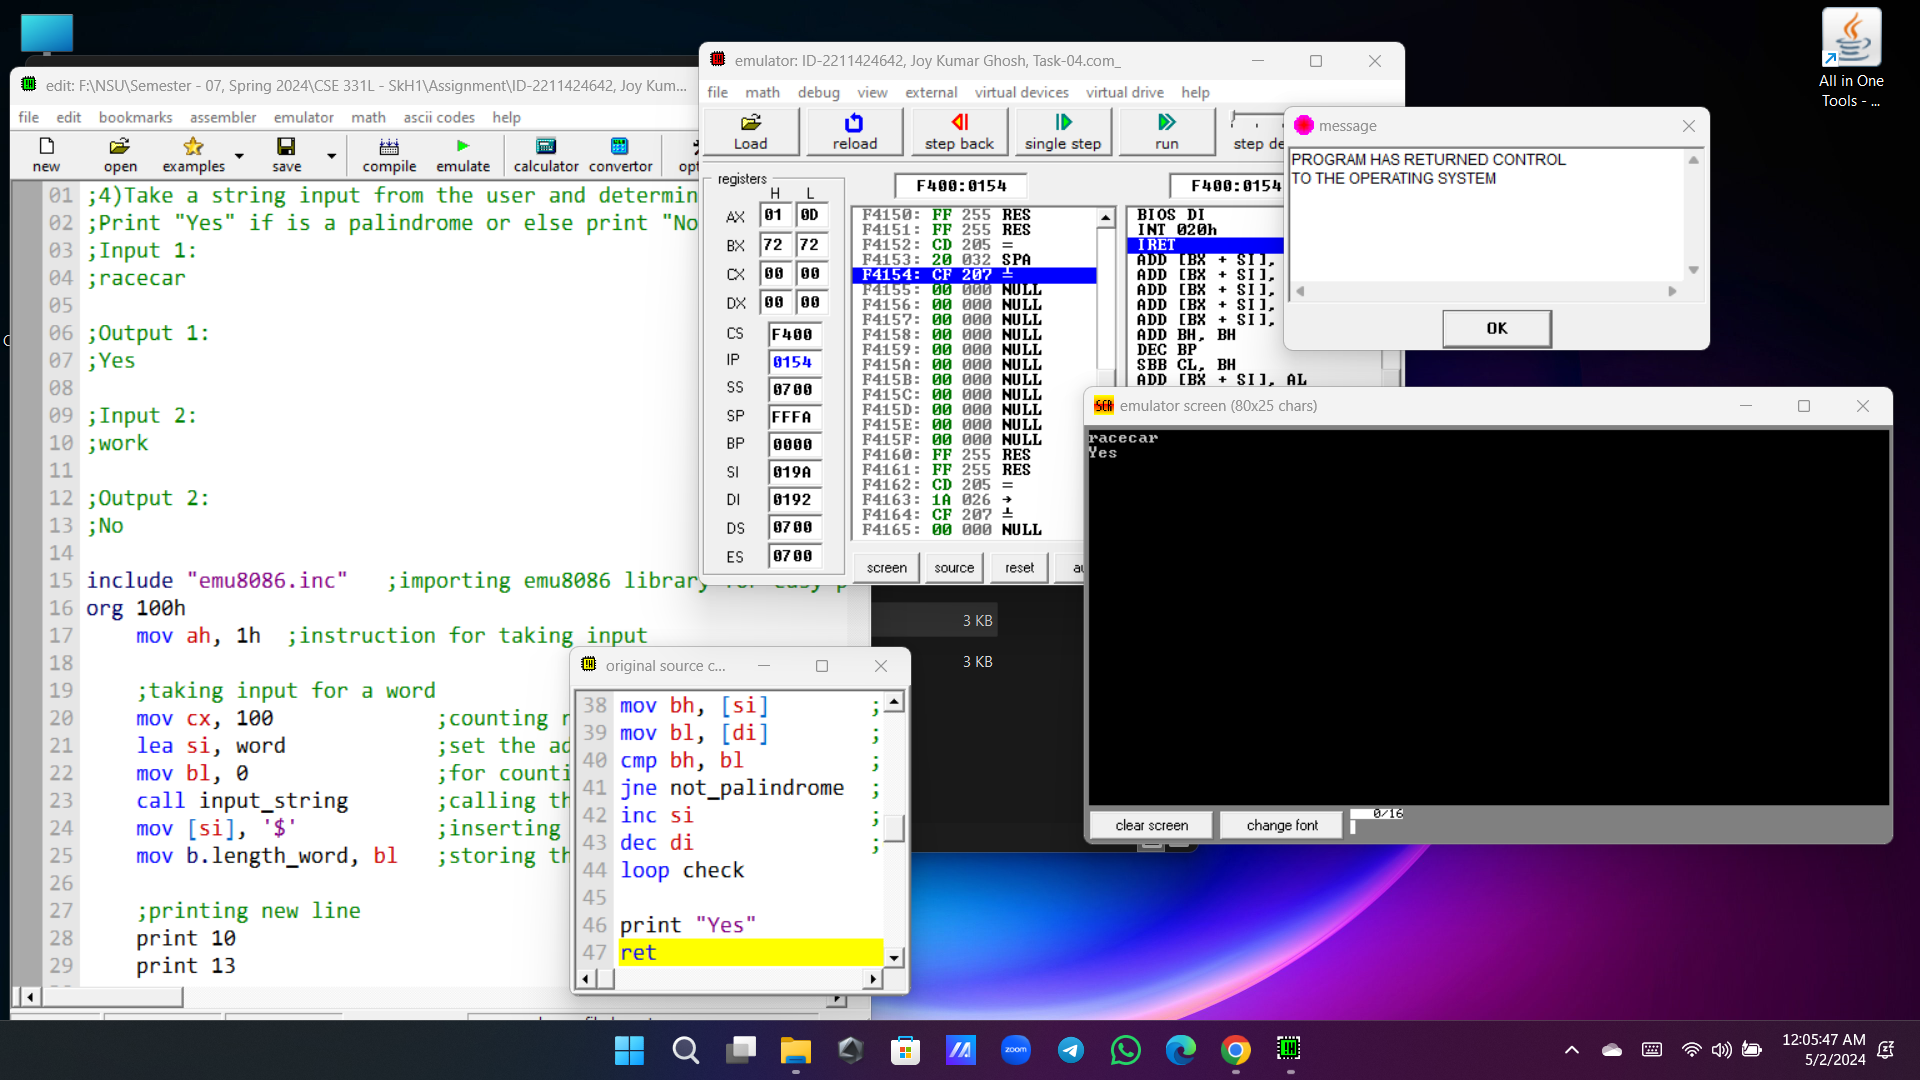 All in One
Tools - ...
edit: F:\NSU\Semester - 07, Spring 2024\CSE 331L - SkH1\Assignment\ID-2211424642, Joy Kum...
file edit bookmarks assembler emulator math ascii codes help
new open examples save compile emulate calculator convertor
01 ;4)Take a string input from the user and determin
02 ;Print "Yes" if is a palindrome or else print "No
03 ;Input 1:
04 ;racecar
05
06 ;Output 1:
07 ;Yes
08
09 ;Input 2:
10 ;work
11
12 ;Output 2:
13 ;No
14
15 include "emu8086.inc" ;importing emu8086 library for easy p
16 org 100h
17 mov ah, 1h ;instruction for taking input
18
19 ;taking input for a word
20 mov cx, 100 ;counting
21 lea si, word ;set the ad
22 mov bl, 0 ;for counti
23 call input_string ;calling th
24 mov [si], '$' ;inserting
25 mov b.length_word, bl ;storing th
26
27 ;printing new line
28 print 10
29 print 13
emulator: ID-2211424642, Joy Kumar Ghosh, Task-04.com_
file math debug view external virtual devices virtual drive help
Load reload step back single step run step de
registers
H L
AX 01 0D
BX 72 72
CX 00 00
DX 00 00
CS F400
IP 0154
SS 0700
SP FFFA
BP 0000
SI 019A
DI 0192
DS 0700
ES 0700
F400:0154 F400:0154
F4150: FF 255 RES
F4151: FF 255 RES
F4152: CD 205 =
F4153: 20 032 SPA
F4154: CF 207 ╧
F4155: 00 000 NULL
F4156: 00 000 NULL
F4157: 00 000 NULL
F4158: 00 000 NULL
F4159: 00 000 NULL
F415A: 00 000 NULL
F415B: 00 000 NULL
F415C: 00 000 NULL
F415D: 00 000 NULL
F415E: 00 000 NULL
F415F: 00 000 NULL
F4160: FF 255 RES
F4161: FF 255 RES
F4162: CD 205 =
F4163: 1A 026 →
F4164: CF 207 ╧
F4165: 00 000 NULL
BIOS DI
INT 020h
IRET
ADD [BX + SI],
ADD [BX + SI],
ADD [BX + SI],
ADD [BX + SI],
ADD [BX + SI],
ADD BH, BH
DEC BP
SBB CL, BH
ADD [BX + SI], AL
screen source reset
message
PROGRAM HAS RETURNED CONTROL
TO THE OPERATING SYSTEM
OK
3 KB
3 KB
original source c...
38 mov bh, [si] ;
39 mov bl, [di] ;
40 cmp bh, bl ;
41 jne not_palindrome ;
42 inc si ;
43 dec di ;
44 loop check
45
46 print "Yes"
47 ret
emulator screen (80x25 chars)
racecar
Yes
clear screen change font 0/16
zoom
12:05:47 AM
5/2/2024